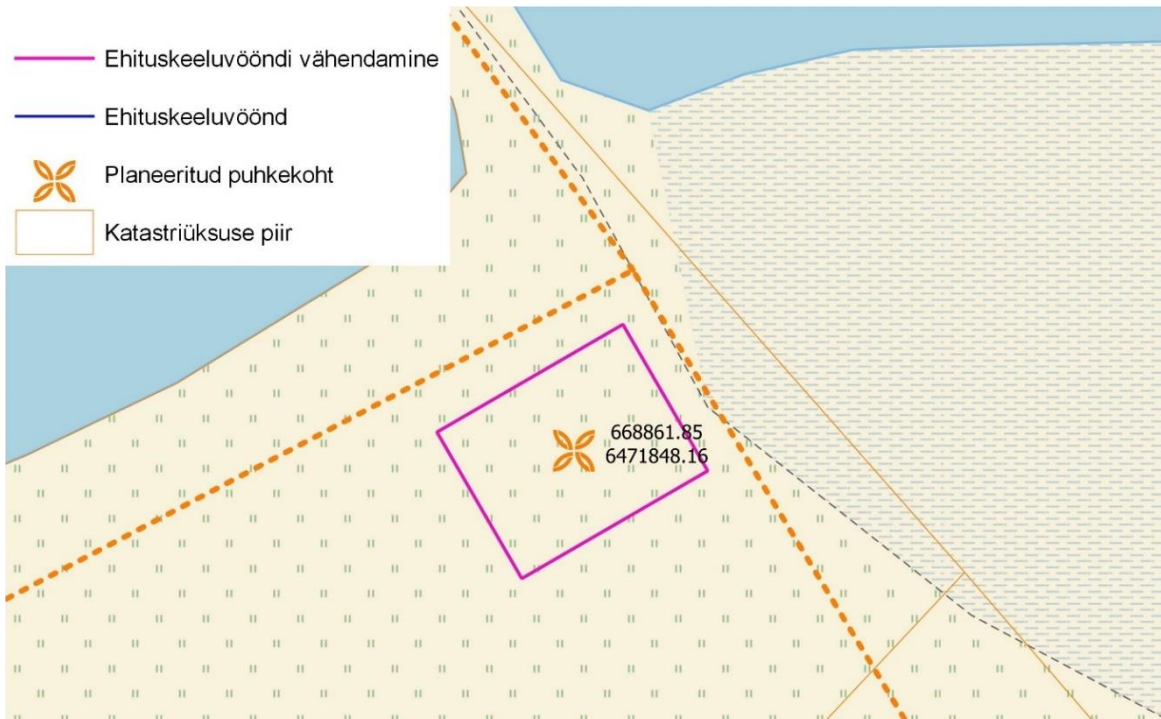 Ehituskeeluvööndi vähendamine
Ehituskeeluvöönd
Planeeritud puhkekoht
Katastriüksuse piir
668861.85
6471848.16